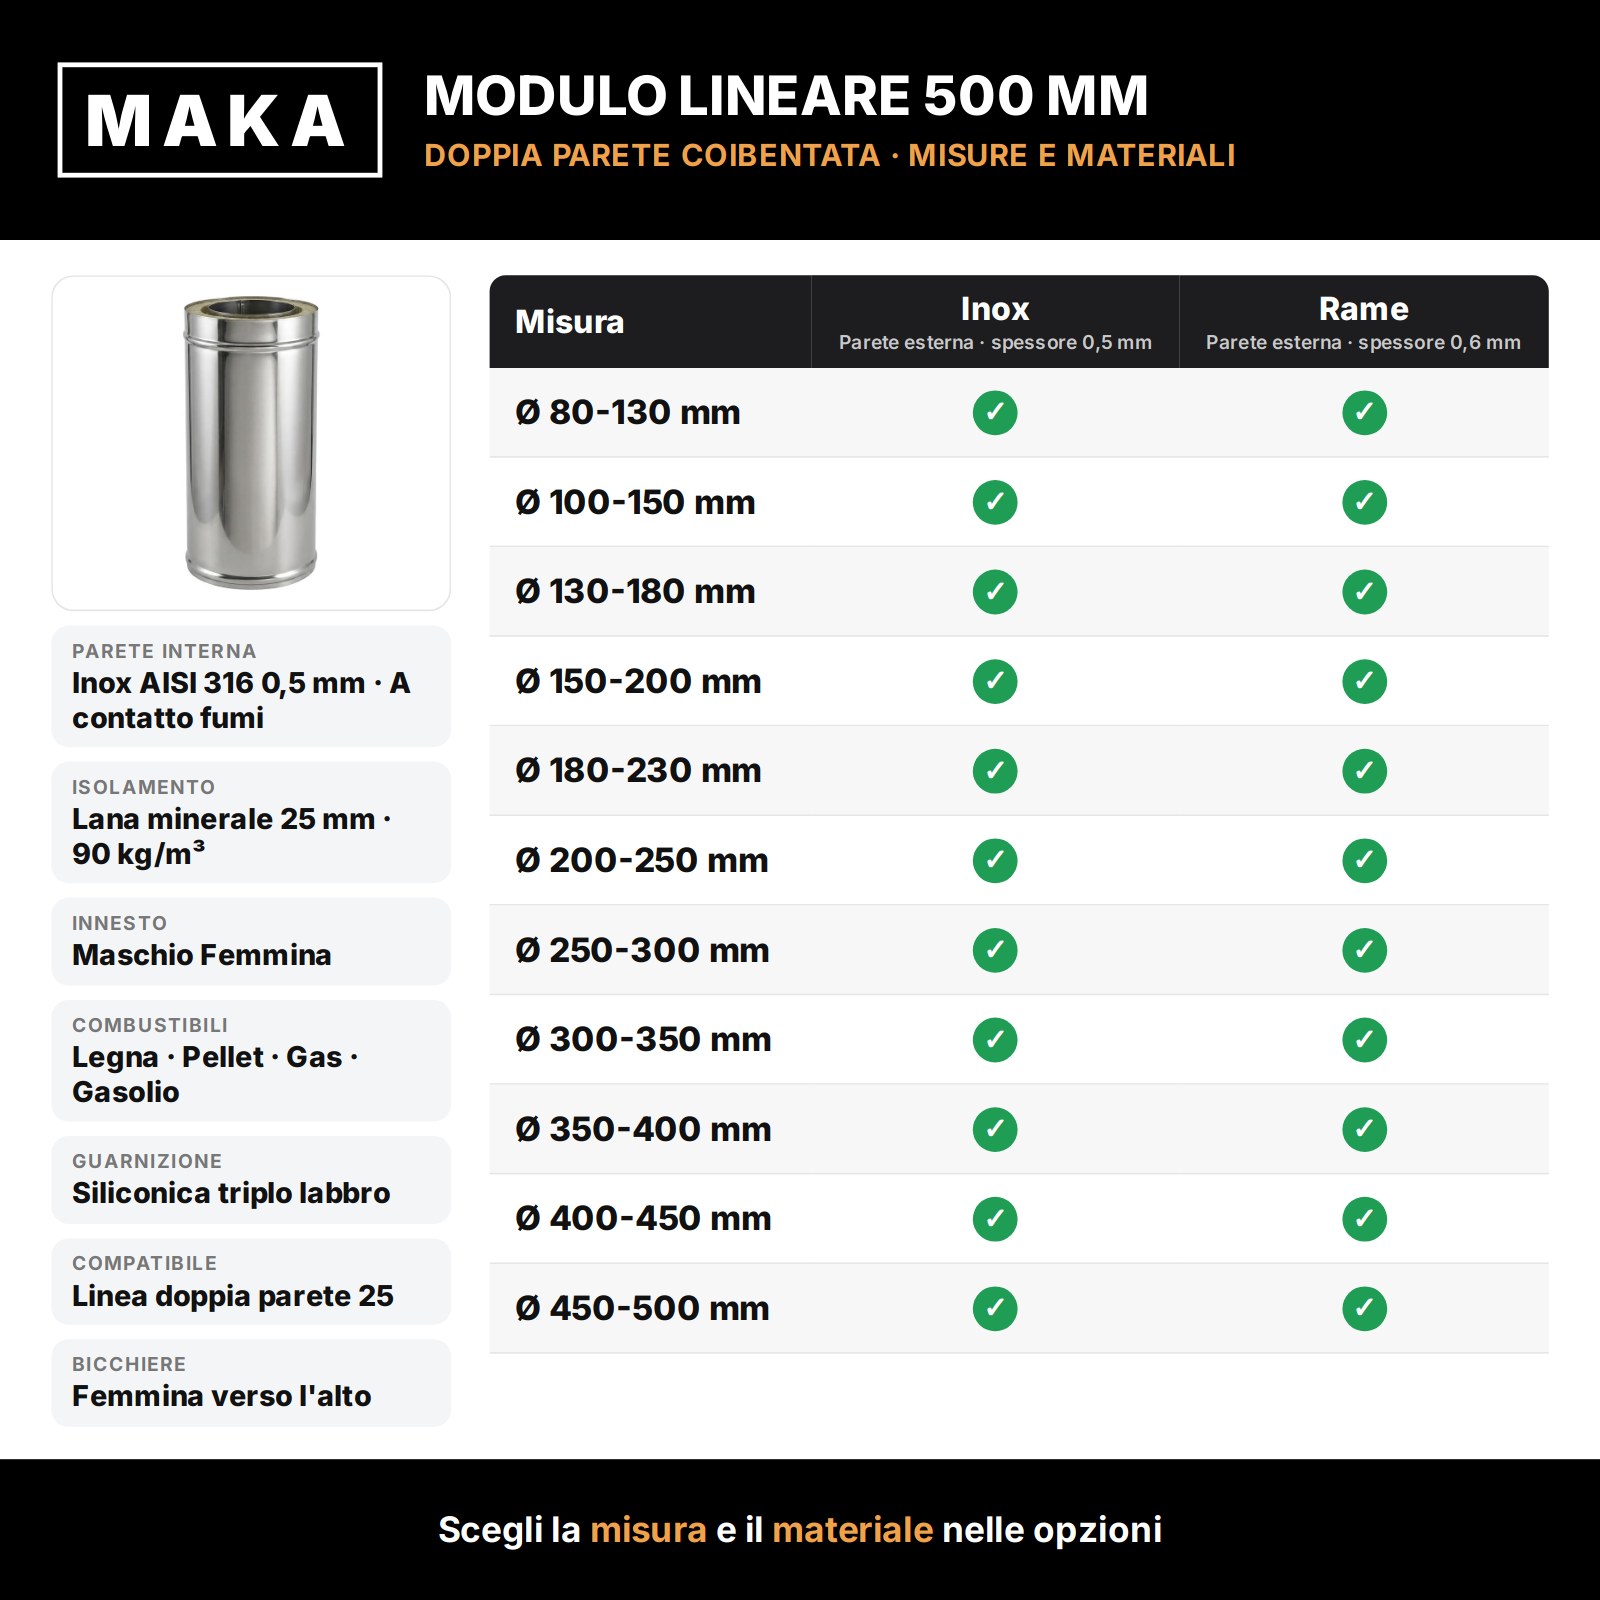 MAKA
MODULO LINEARE 500 MM
DOPPIA PARETE COIBENTATA · MISURE E MATERIALI
PARETE INTERNA
Inox AISI 316 0,5 mm · A
contatto fumi
ISOLAMENTO
Lana minerale 25 mm ·
90 kg/m³
INNESTO
Maschio Femmina
COMBUSTIBILI
Legna · Pellet · Gas ·
Gasolio
GUARNIZIONE
Siliconica triplo labbro
COMPATIBILE
Linea doppia parete 25
BICCHIERE
Femmina verso l'alto
Misura Inox Rame
Parete esterna · spessore 0,5 mm Parete esterna · spessore 0,6 mm
Ø 80-130 mm ✓ ✓
Ø 100-150 mm ✓ ✓
Ø 130-180 mm ✓ ✓
Ø 150-200 mm ✓ ✓
Ø 180-230 mm ✓ ✓
Ø 200-250 mm ✓ ✓
Ø 250-300 mm ✓ ✓
Ø 300-350 mm ✓ ✓
Ø 350-400 mm ✓ ✓
Ø 400-450 mm ✓ ✓
Ø 450-500 mm ✓ ✓
Scegli la misura e il materiale nelle opzioni